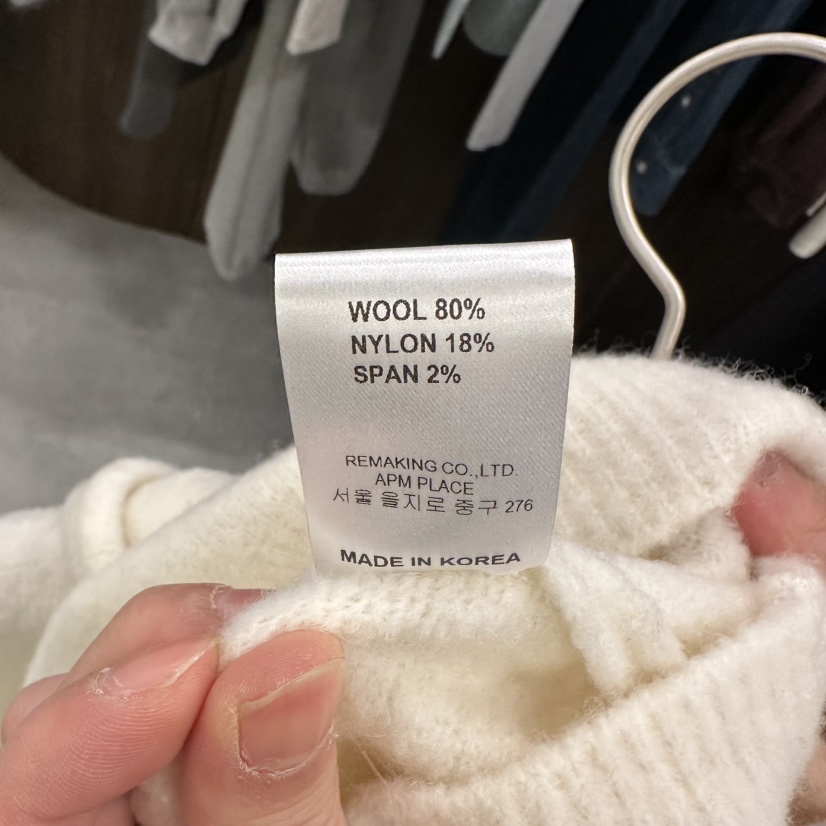 WOOL 80%
NYLON 18%
SPAN 2%
REMAKING CO.,LTD.
APM PLACE
서울 을지로 중구 276
MADE IN KOREA